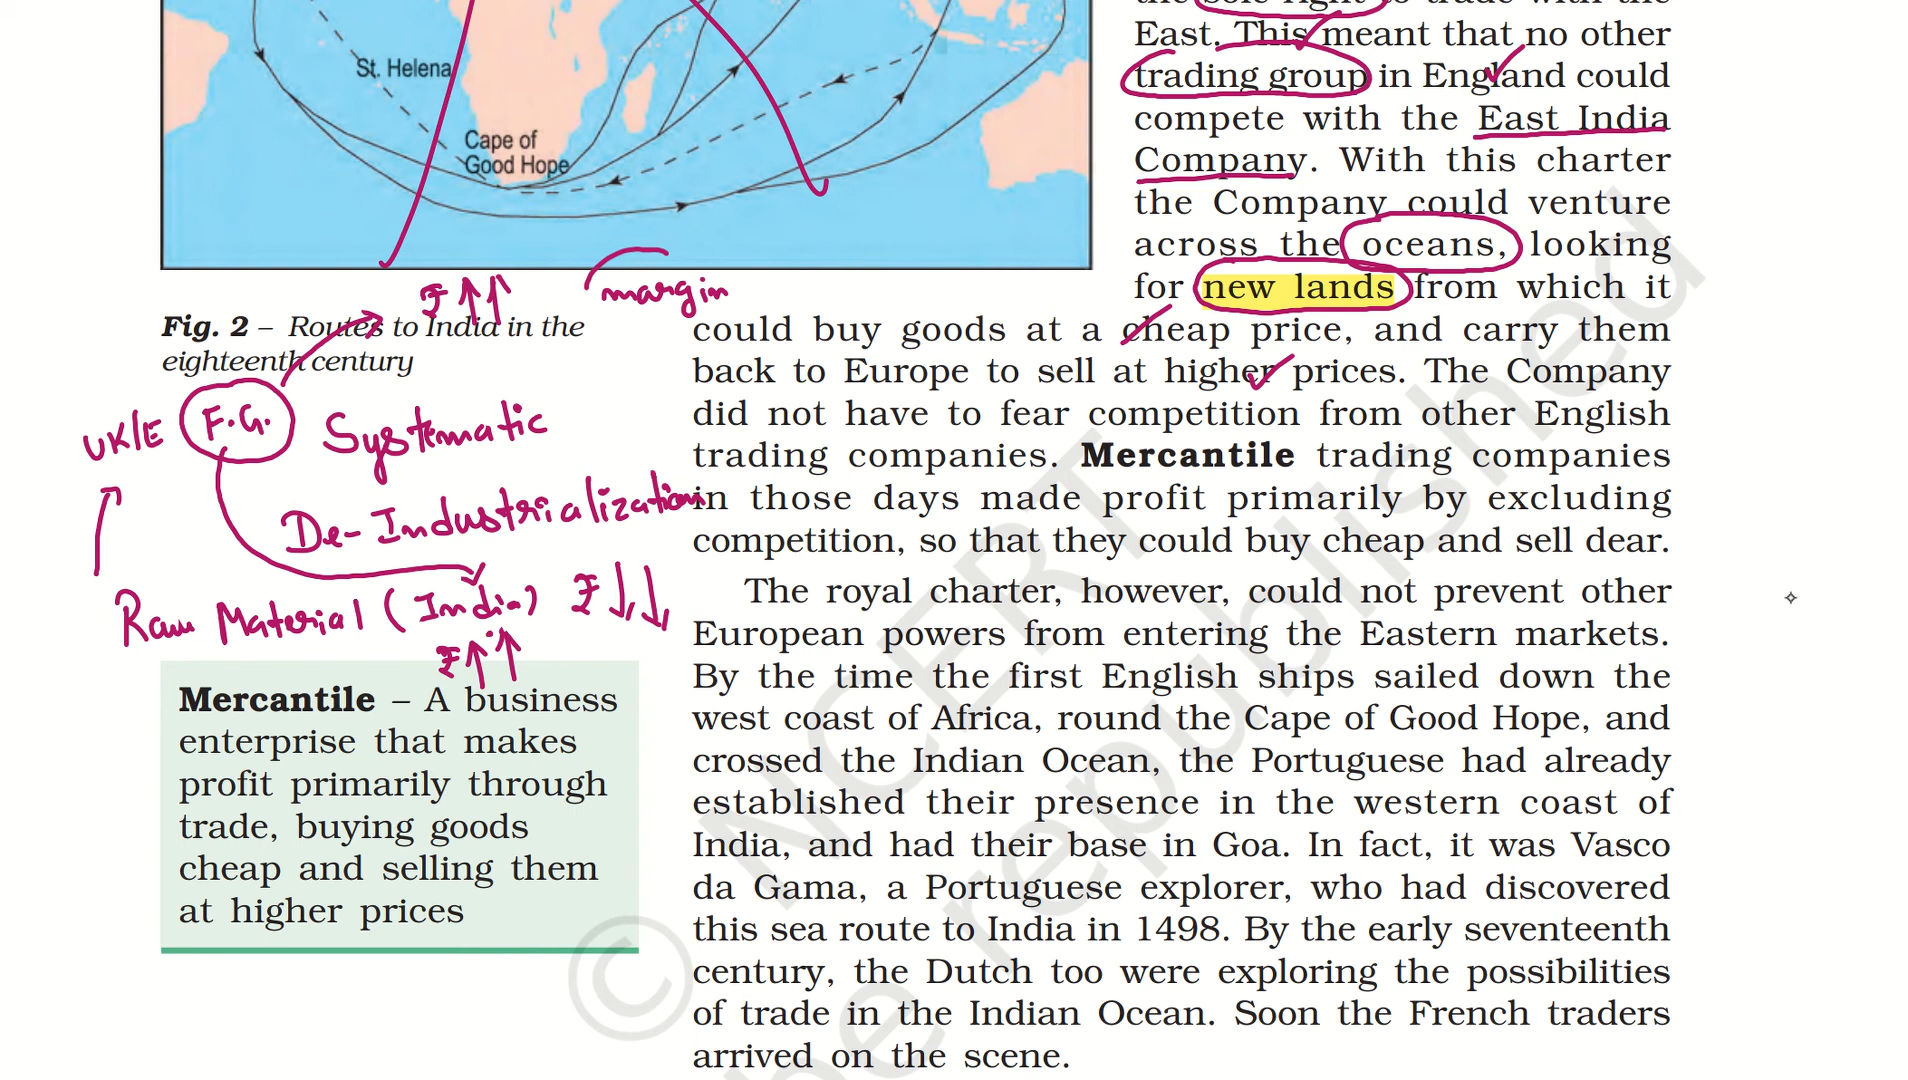 the sole right to trade with the
East. This meant that no other
trading group in England could
compete with the East India
Company. With this charter
the Company could venture
across the oceans, looking
for new lands from which it
could buy goods at a cheap price, and carry them
back to Europe to sell at higher prices. The Company
did not have to fear competition from other English
trading companies. Mercantile trading companies
in those days made profit primarily by excluding
competition, so that they could buy cheap and sell dear.
The royal charter, however, could not prevent other
European powers from entering the Eastern markets.
By the time the first English ships sailed down the
west coast of Africa, round the Cape of Good Hope, and
crossed the Indian Ocean, the Portuguese had already
established their presence in the western coast of
India, and had their base in Goa. In fact, it was Vasco
da Gama, a Portuguese explorer, who had discovered
this sea route to India in 1498. By the early seventeenth
century, the Dutch too were exploring the possibilities
of trade in the Indian Ocean. Soon the French traders
arrived on the scene.
St. Helena
Cape of
Good Hope
₹ ↑↑
margin
Fig. 2 – Routes to India in the
eighteenth century
UK/E F.G. Systematic
De-Industrialization
Raw Material (India) ₹ ↓↓
₹ ↑↑
Mercantile – A business
enterprise that makes
profit primarily through
trade, buying goods
cheap and selling them
at higher prices
© NCERT
be republished